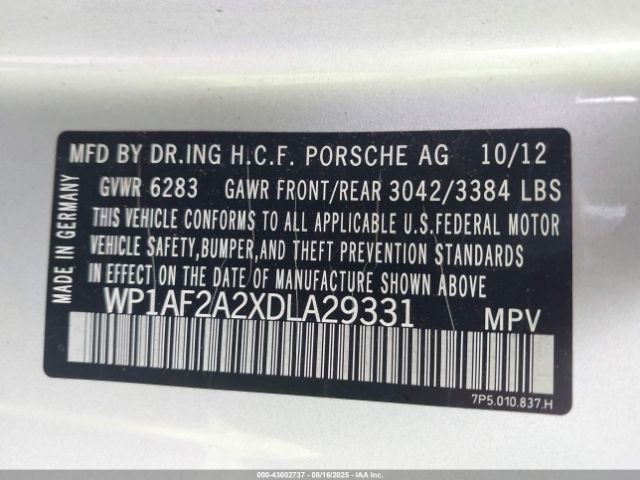 MFD BY DR.ING H.C.F. PORSCHE AG 10/12
GVWR 6283 GAWR FRONT/REAR 3042/3384 LBS
THIS VEHICLE CONFORMS TO ALL APPLICABLE U.S.FEDERAL MOTOR
VEHICLE SAFETY,BUMPER,AND THEFT PREVENTION STANDARDS
IN EFFECT ON THE DATE OF MANUFACTURE SHOWN ABOVE
WP1AF2A2XDLA29331 MPV
MADE IN GERMANY
7P5.010.837.H
000-43002737 - 08/16/2025 - IAAI.COM